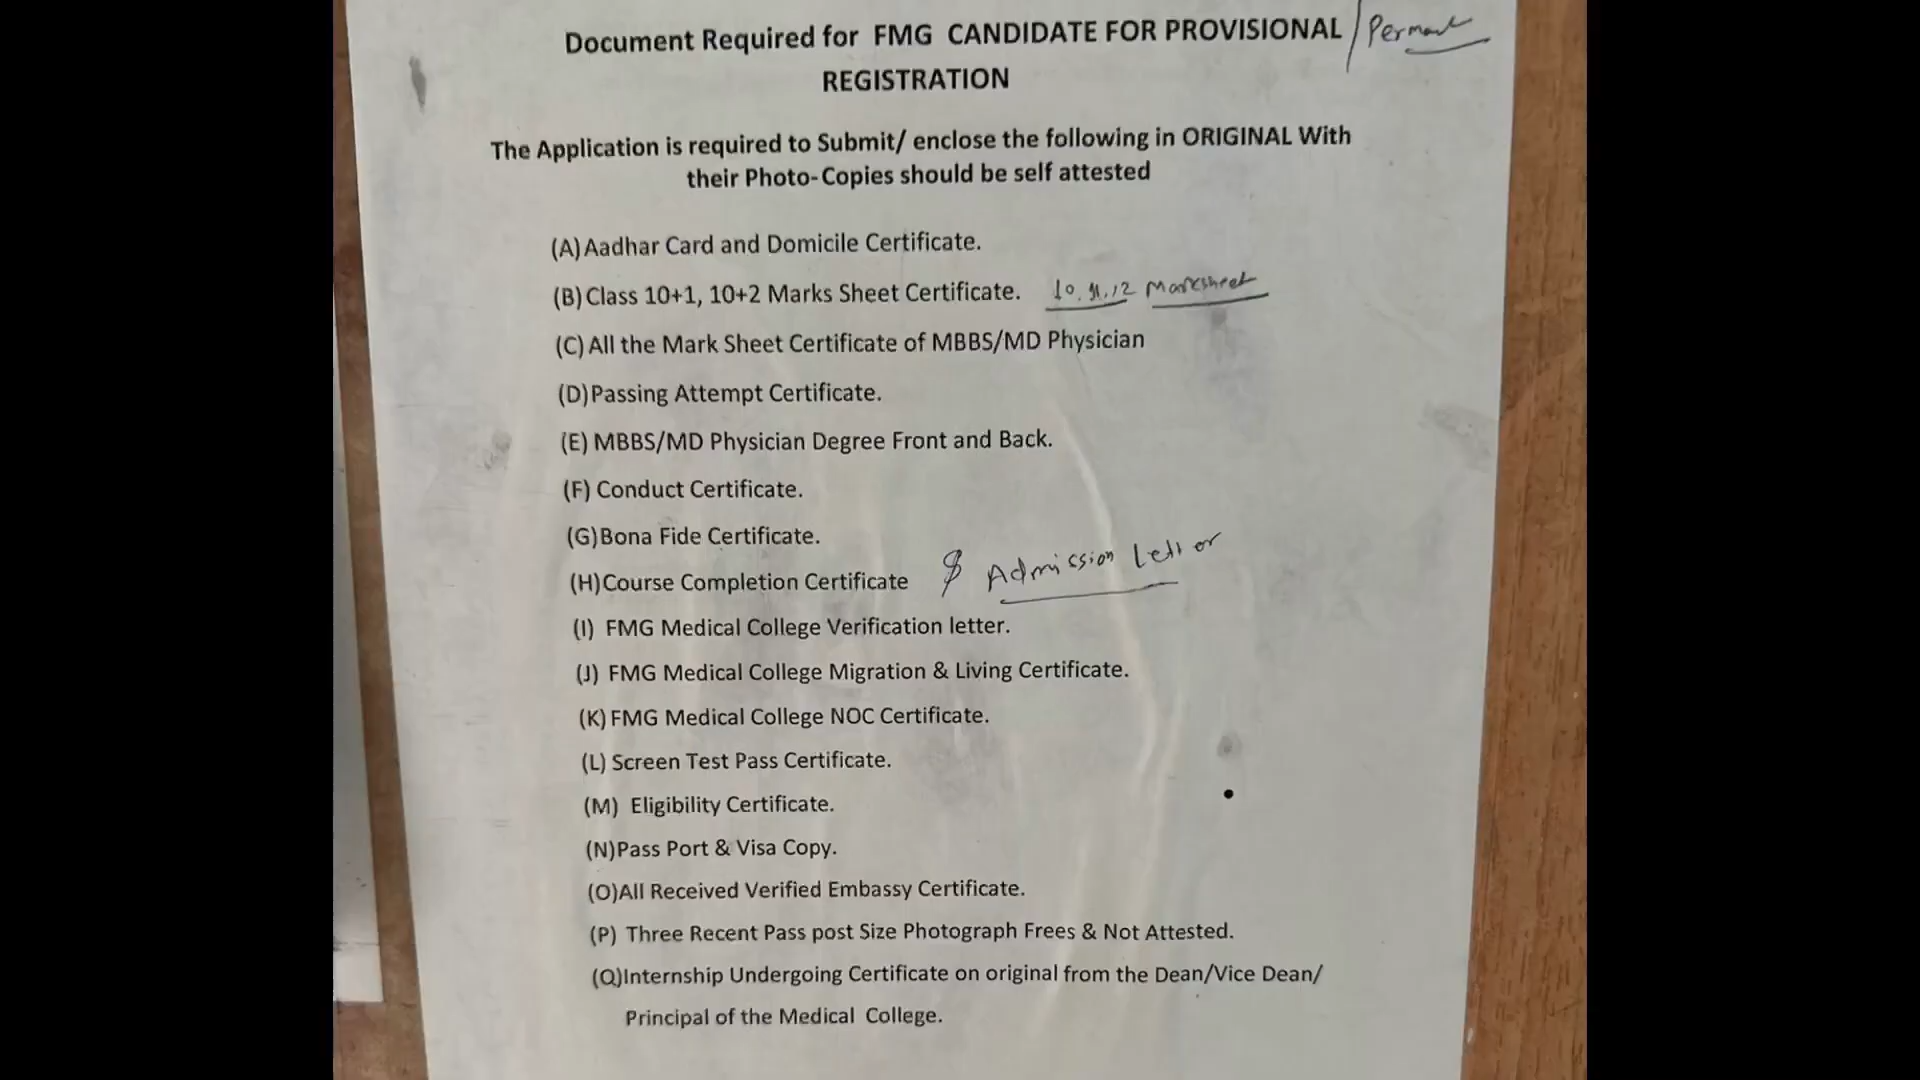 Document Required for FMG CANDIDATE FOR PROVISIONAL / Perman
REGISTRATION
The Application is required to Submit/ enclose the following in ORIGINAL With
their Photo-Copies should be self attested
(A) Aadhar Card and Domicile Certificate.
(B) Class 10+1, 10+2 Marks Sheet Certificate. 10.11.12 Marksheet
(C) All the Mark Sheet Certificate of MBBS/MD Physician
(D) Passing Attempt Certificate.
(E) MBBS/MD Physician Degree Front and Back.
(F) Conduct Certificate.
(G) Bona Fide Certificate.
(H) Course Completion Certificate & Admission Letter
(I) FMG Medical College Verification letter.
(J) FMG Medical College Migration & Living Certificate.
(K) FMG Medical College NOC Certificate.
(L) Screen Test Pass Certificate.
(M) Eligibility Certificate.
(N) Pass Port & Visa Copy.
(O) All Received Verified Embassy Certificate.
(P) Three Recent Pass post Size Photograph Frees & Not Attested.
(Q) Internship Undergoing Certificate on original from the Dean/Vice Dean/
Principal of the Medical College.